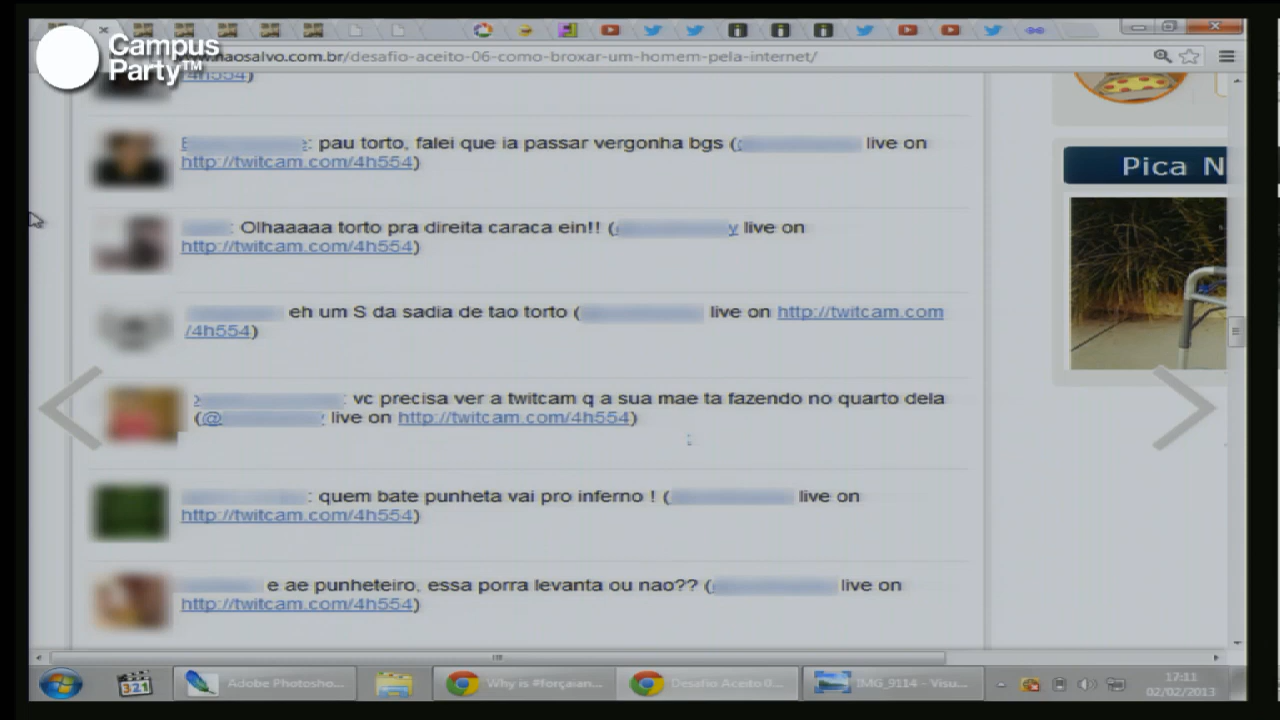 Campus
Party™
naosalvo.com.br/desafio-aceito-06-como-broxar-um-homem-pela-internet/
/4h554)
: pau torto, falei que ia passar vergonha bgs ( live on
http://twitcam.com/4h554)
Pica N
: Olhaaaaa torto pra direita caraca ein!! ( y live on
http://twitcam.com/4h554)
eh um S da sadia de tao torto ( live on http://twitcam.com
/4h554)
: vc precisa ver a twitcam q a sua mae ta fazendo no quarto dela
(@ live on http://twitcam.com/4h554)
: quem bate punheta vai pro inferno ! ( live on
http://twitcam.com/4h554)
e ae punheteiro, essa porra levanta ou nao?? ( live on
http://twitcam.com/4h554)
321
Adobe Photosho...
Why is #forçaian...
Desafio Aceito 0...
IMG_9114 - Visu...
17:11
02/02/2013